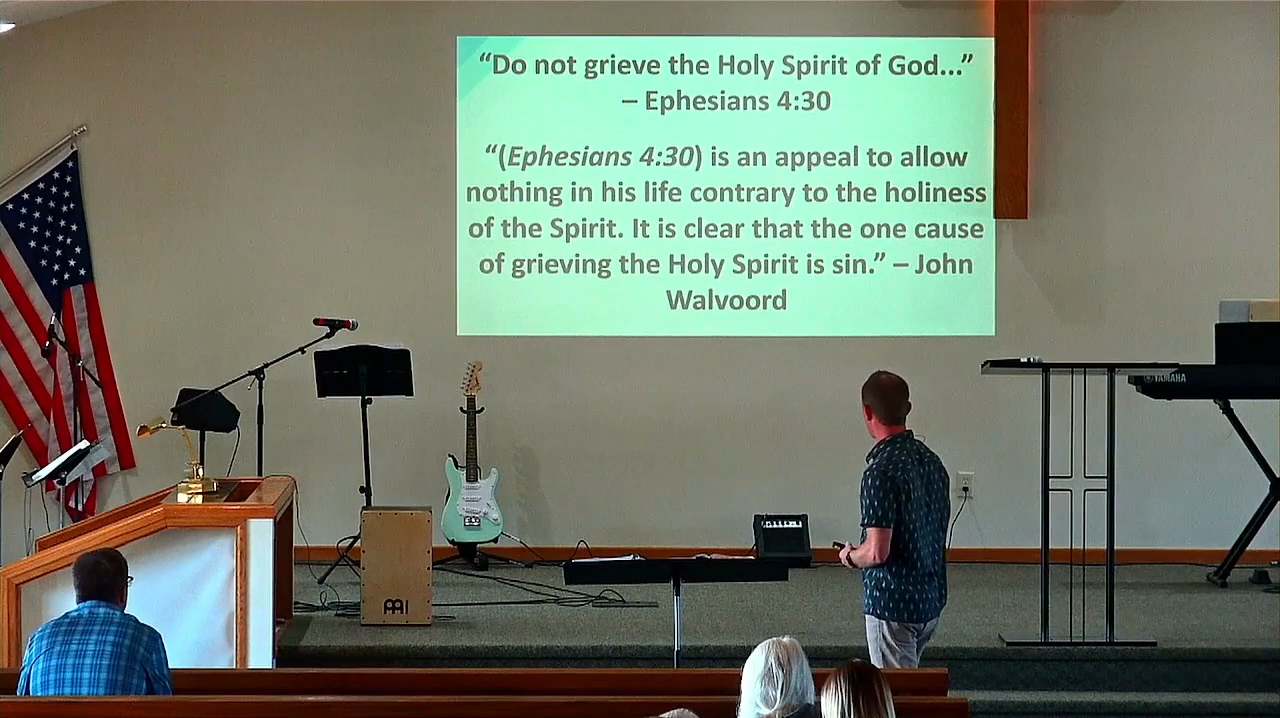 “Do not grieve the Holy Spirit of God...”
– Ephesians 4:30
“(Ephesians 4:30) is an appeal to allow
nothing in his life contrary to the holiness
of the Spirit. It is clear that the one cause
of grieving the Holy Spirit is sin.” – John
Walvoord
YAMAHA